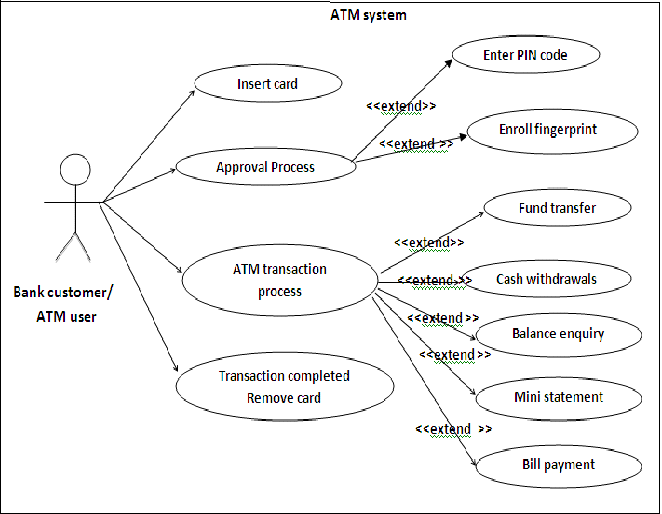 ATM system
Enter PIN code
Insert card
<<extend>>
Enroll fingerprint
<<extend >>
Approval Process
Fund transfer
<<extend>>
ATM transaction
process
<<extend >>
Cash withdrawals
Bank customer/
ATM user
<<extend >>
Balance enquiry
<<extend >>
Transaction completed
Remove card
Mini statement
<<extend  >>
Bill payment